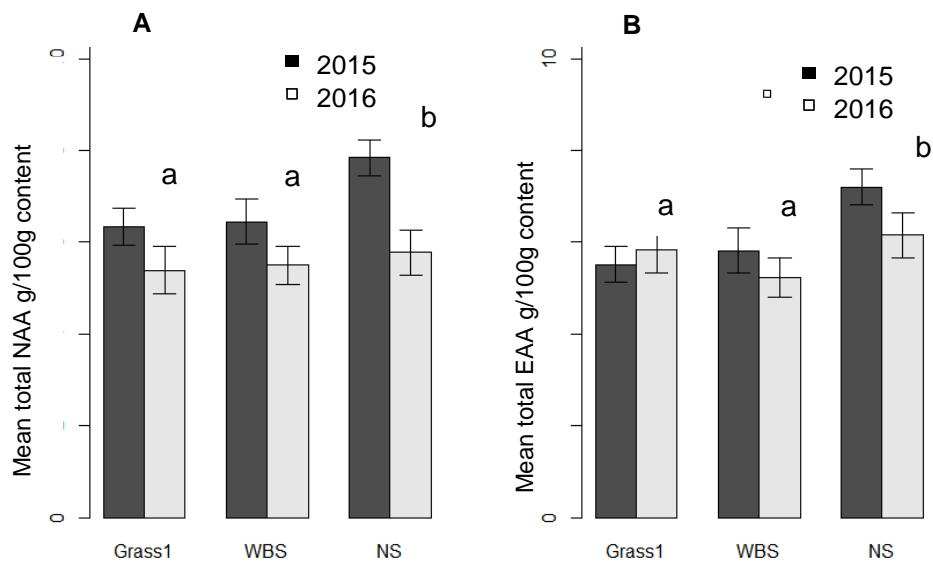 A
2015
2016
a
a
b
0
0
Mean total NAA g/100g content
Grass1
WBS
NS
B
2015
2016
a
a
b
10
0
Mean total EAA g/100g content
Grass1
WBS
NS